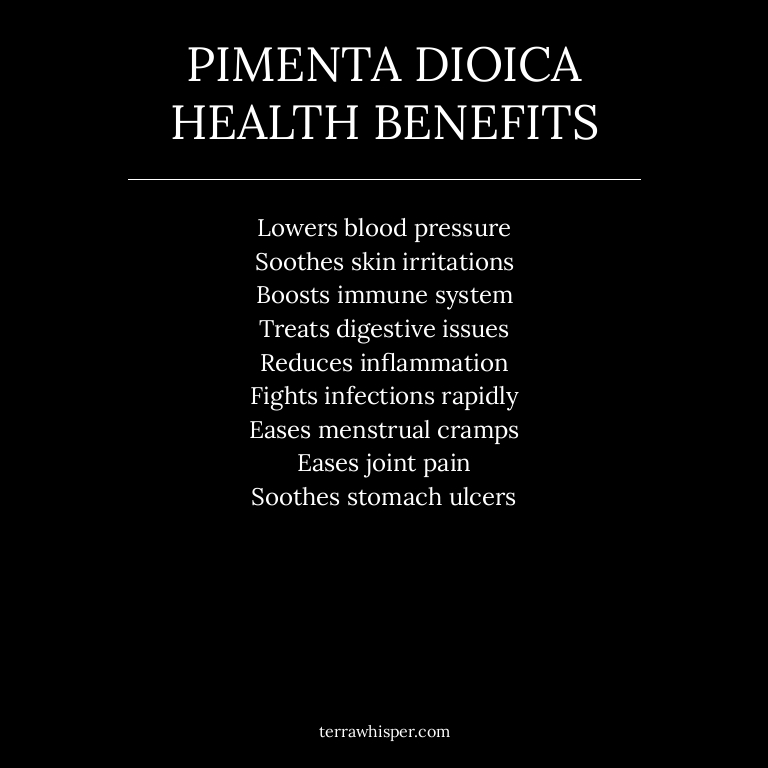 PIMENTA DIOICA
HEALTH BENEFITS
Lowers blood pressure
Soothes skin irritations
Boosts immune system
Treats digestive issues
Reduces inflammation
Fights infections rapidly
Eases menstrual cramps
Eases joint pain
Soothes stomach ulcers
terrawhisper.com